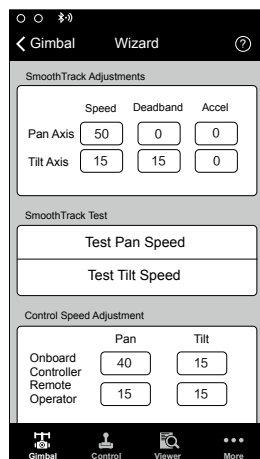 Gimbal Wizard ?
SmoothTrack Adjustments
Speed Deadband Accel
Pan Axis 50 0 0
Tilt Axis 15 15 0
SmoothTrack Test
Test Pan Speed
Test Tilt Speed
Control Speed Adjustment
Pan Tilt
Onboard
Controller 40 15
Remote
Operator 15 15
Gimbal Control Viewer More